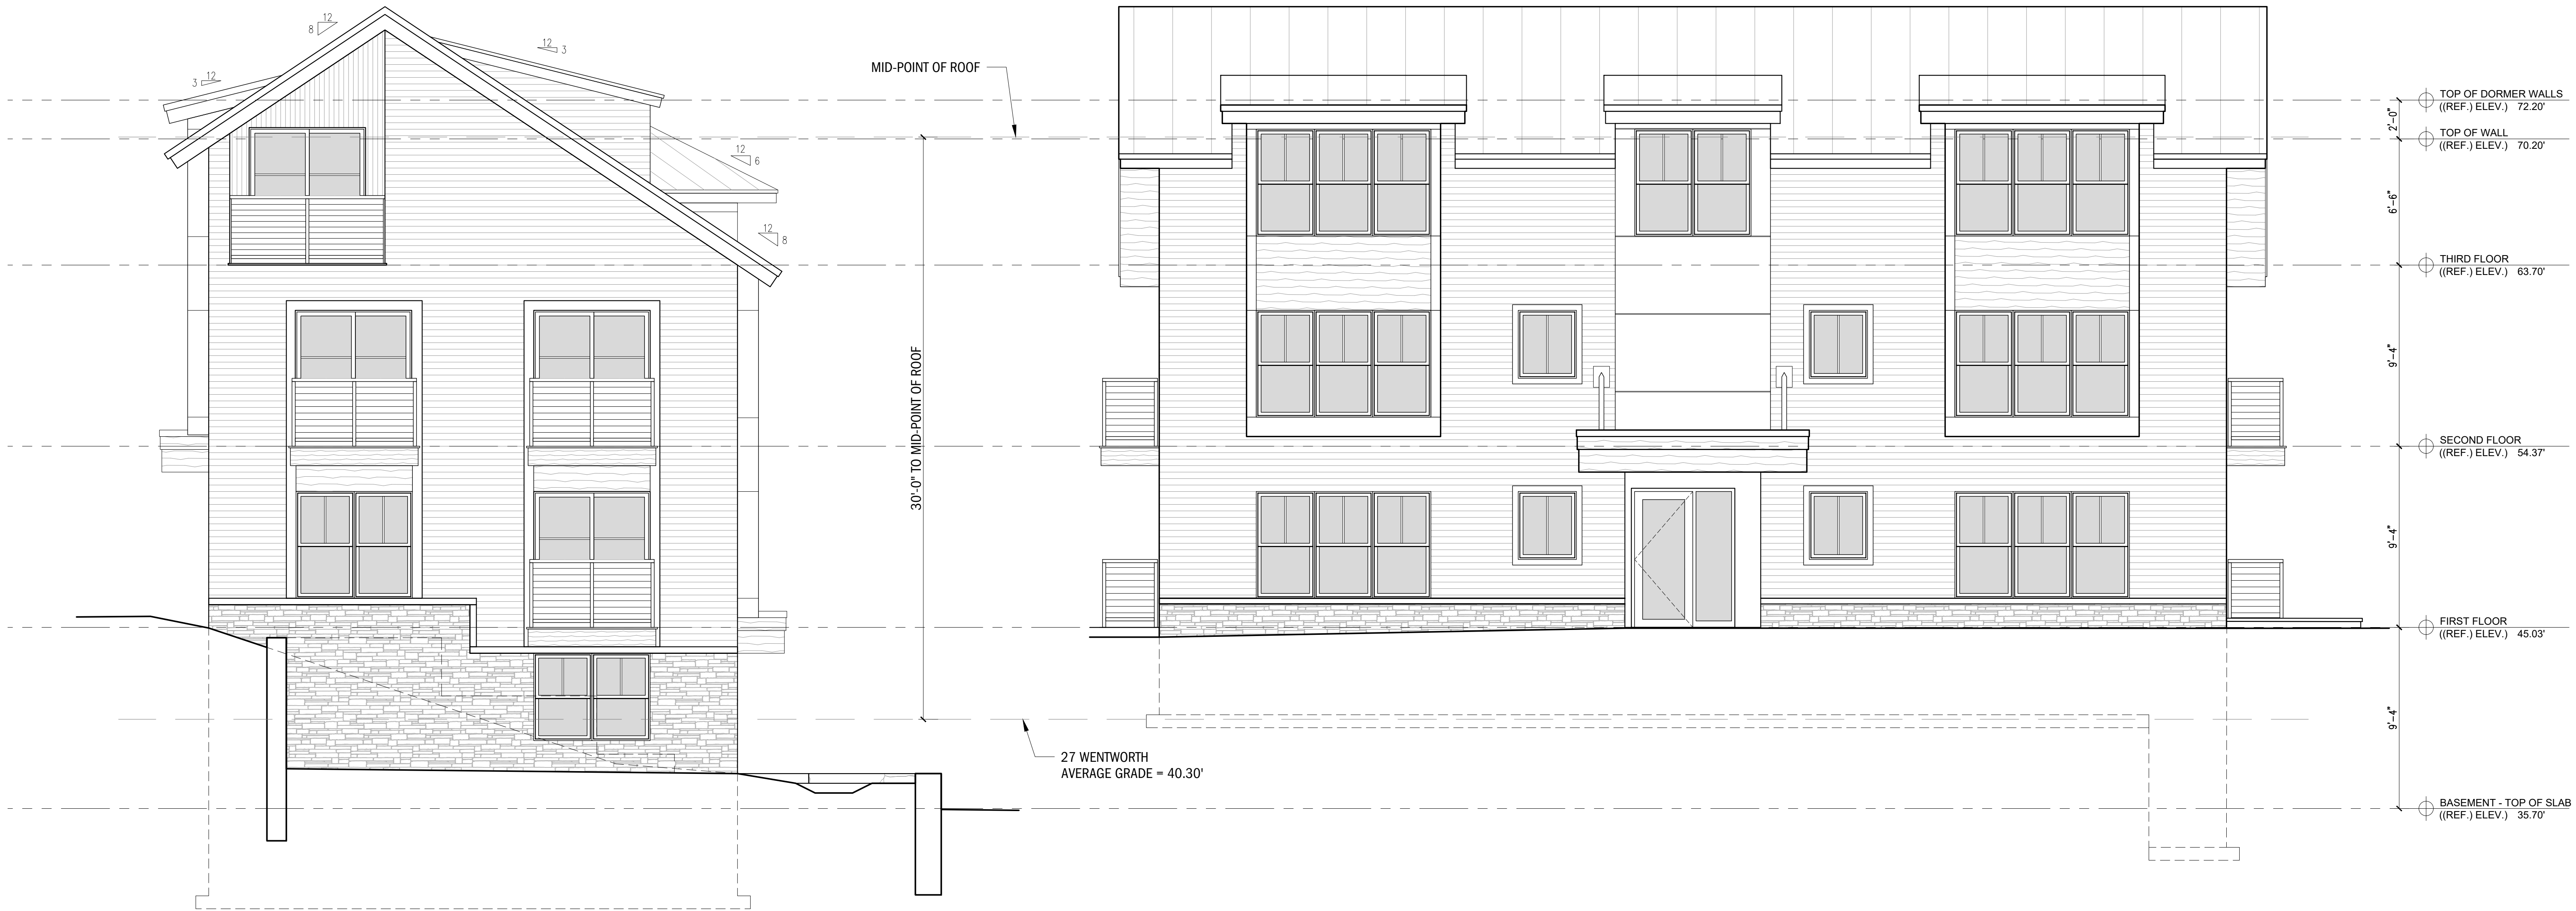 12
8
12
3
12
3
12
6
12
8
MID-POINT OF ROOF
30'-0" TO MID-POINT OF ROOF
27 WENTWORTH
AVERAGE GRADE = 40.30'
TOP OF DORMER WALLS
((REF.) ELEV.) 72.20'
2'-0"
TOP OF WALL
((REF.) ELEV.) 70.20'
6'-6"
THIRD FLOOR
((REF.) ELEV.) 63.70'
9'-4"
SECOND FLOOR
((REF.) ELEV.) 54.37'
9'-4"
FIRST FLOOR
((REF.) ELEV.) 45.03'
9'-4"
BASEMENT - TOP OF SLAB
((REF.) ELEV.) 35.70'